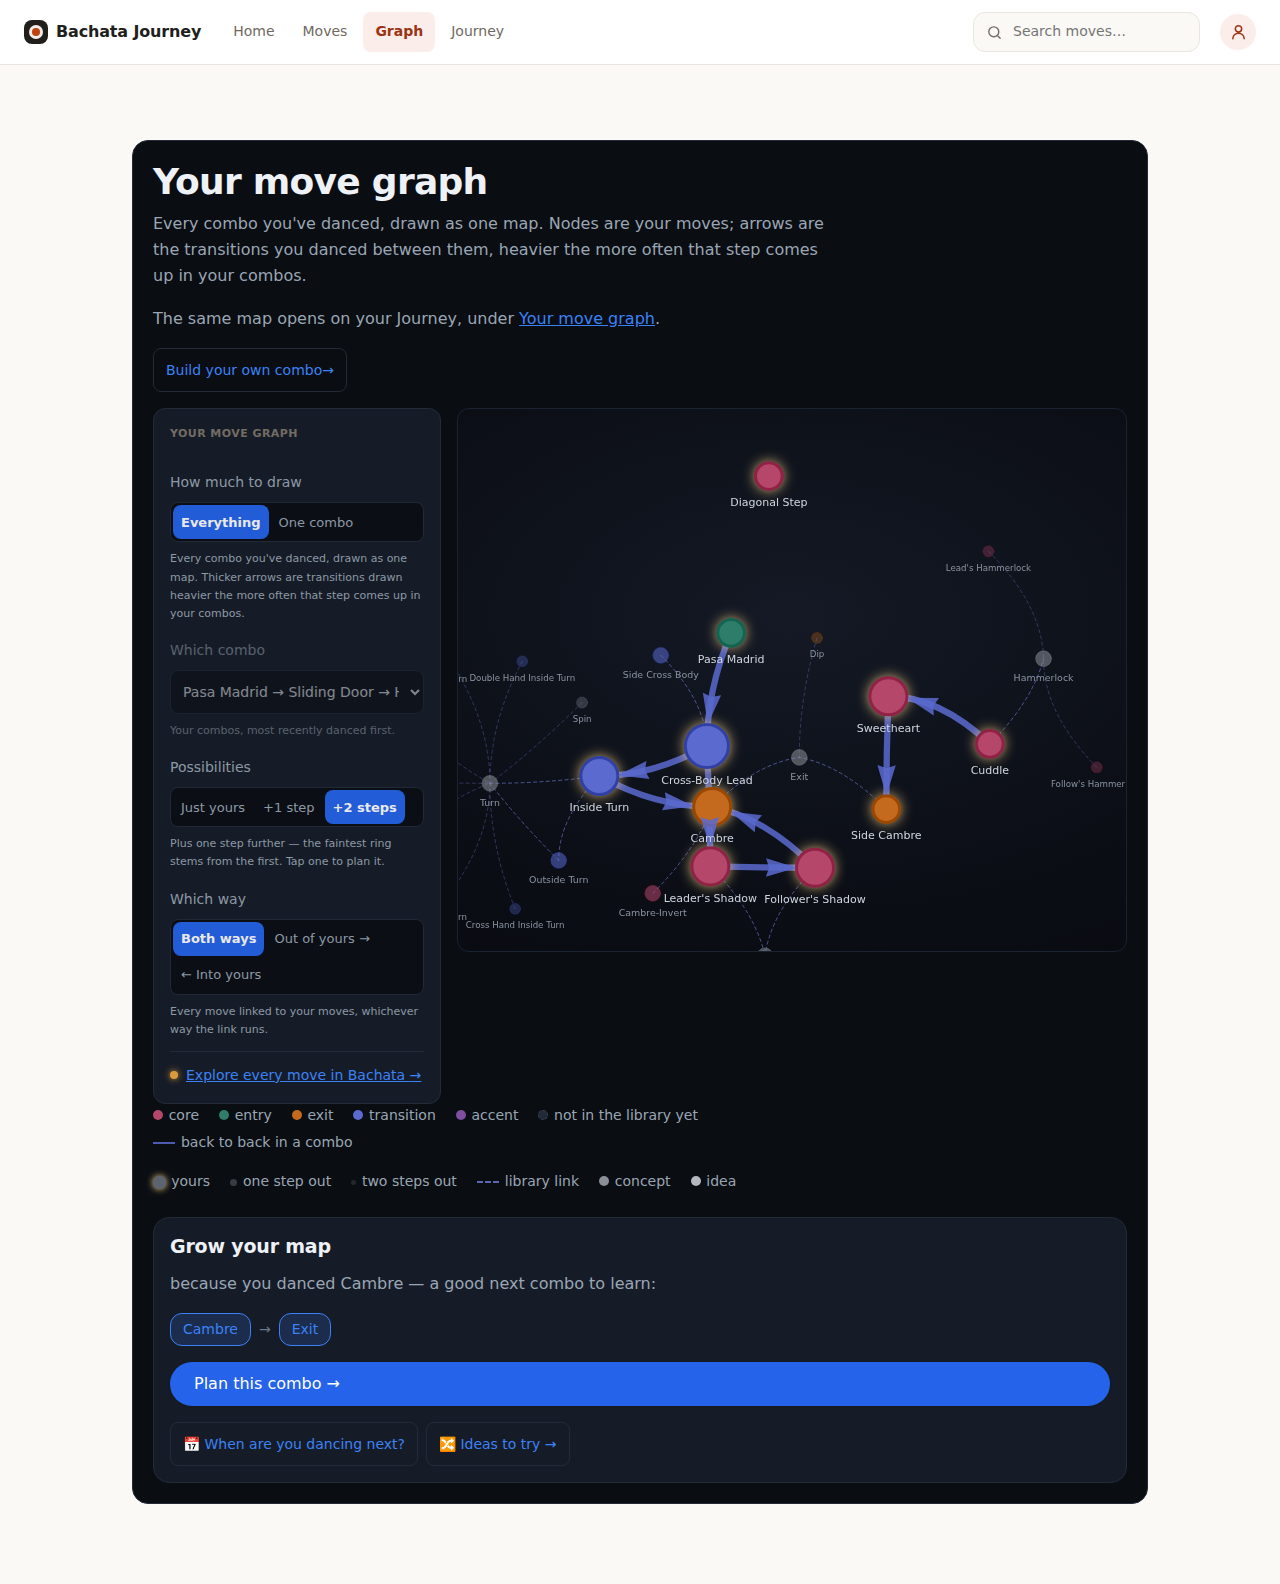 Bachata Journey
Home
Moves
Graph
Journey
Search moves...
Your move graph
Every combo you've danced, drawn as one map. Nodes are your moves; arrows are
the transitions you danced between them, heavier the more often that step comes
up in your combos.
The same map opens on your Journey, under Your move graph.
Build your own combo→
YOUR MOVE GRAPH
How much to draw
Everything
One combo
Every combo you've danced, drawn as one
map. Thicker arrows are transitions drawn
heavier the more often that step comes up in
your combos.
Which combo
Pasa Madrid → Sliding Door → H
Your combos, most recently danced first.
Possibilities
Just yours
+1 step
+2 steps
Plus one step further — the faintest ring
stems from the first. Tap one to plan it.
Which way
Both ways
Out of yours →
← Into yours
Every move linked to your moves, whichever
way the link runs.
Explore every move in Bachata →
Diagonal Step
Lead's Hammerlock
Pasa Madrid
Dip
Side Cross Body
Double Hand Inside Turn
Hammerlock
Spin
Sweetheart
Cuddle
Exit
Cross-Body Lead
Follow's Hammer
Turn
Inside Turn
Side Cambre
Cambre
Outside Turn
Leader's Shadow
Follower's Shadow
Cambre-Invert
Cross Hand Inside Turn
core
entry
exit
transition
accent
not in the library yet
back to back in a combo
yours
one step out
two steps out
library link
concept
idea
Grow your map
because you danced Cambre — a good next combo to learn:
Cambre → Exit
Plan this combo →
When are you dancing next?
Ideas to try →